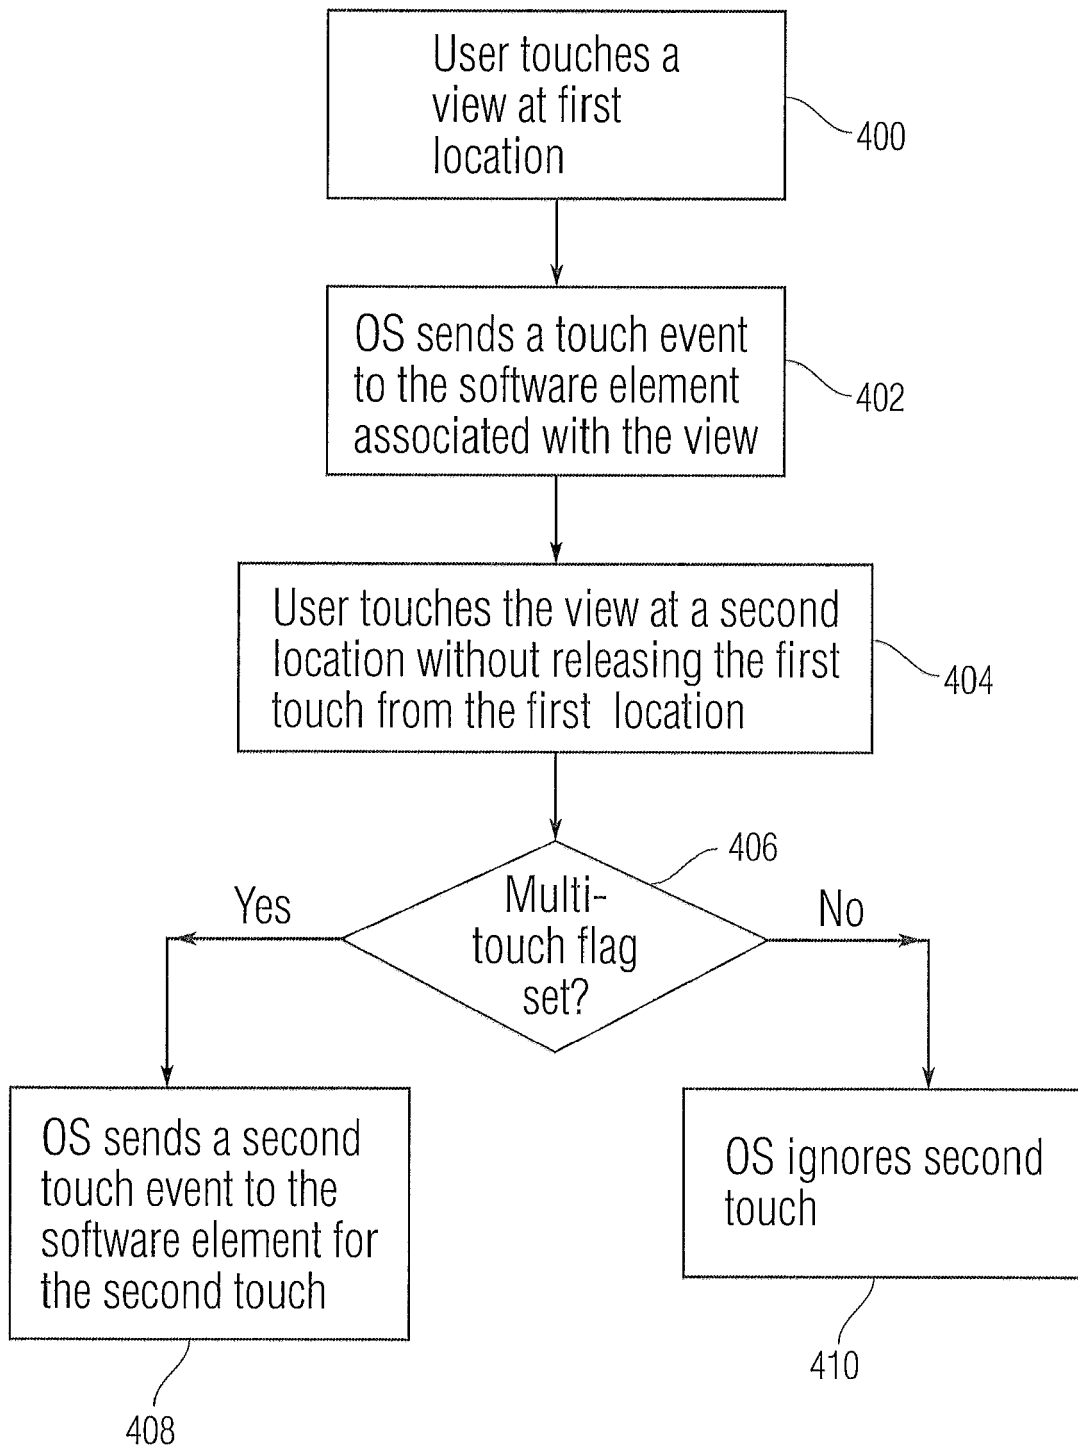 User touches a
view at first
location
400
OS sends a touch event
to the software element
associated with the view
402
User touches the view at a second
location without releasing the first
touch from the first location
404
406
Multi-
touch flag
set?
Yes
No
OS sends a second
touch event to the
software element for
the second touch
408
OS ignores second
touch
410